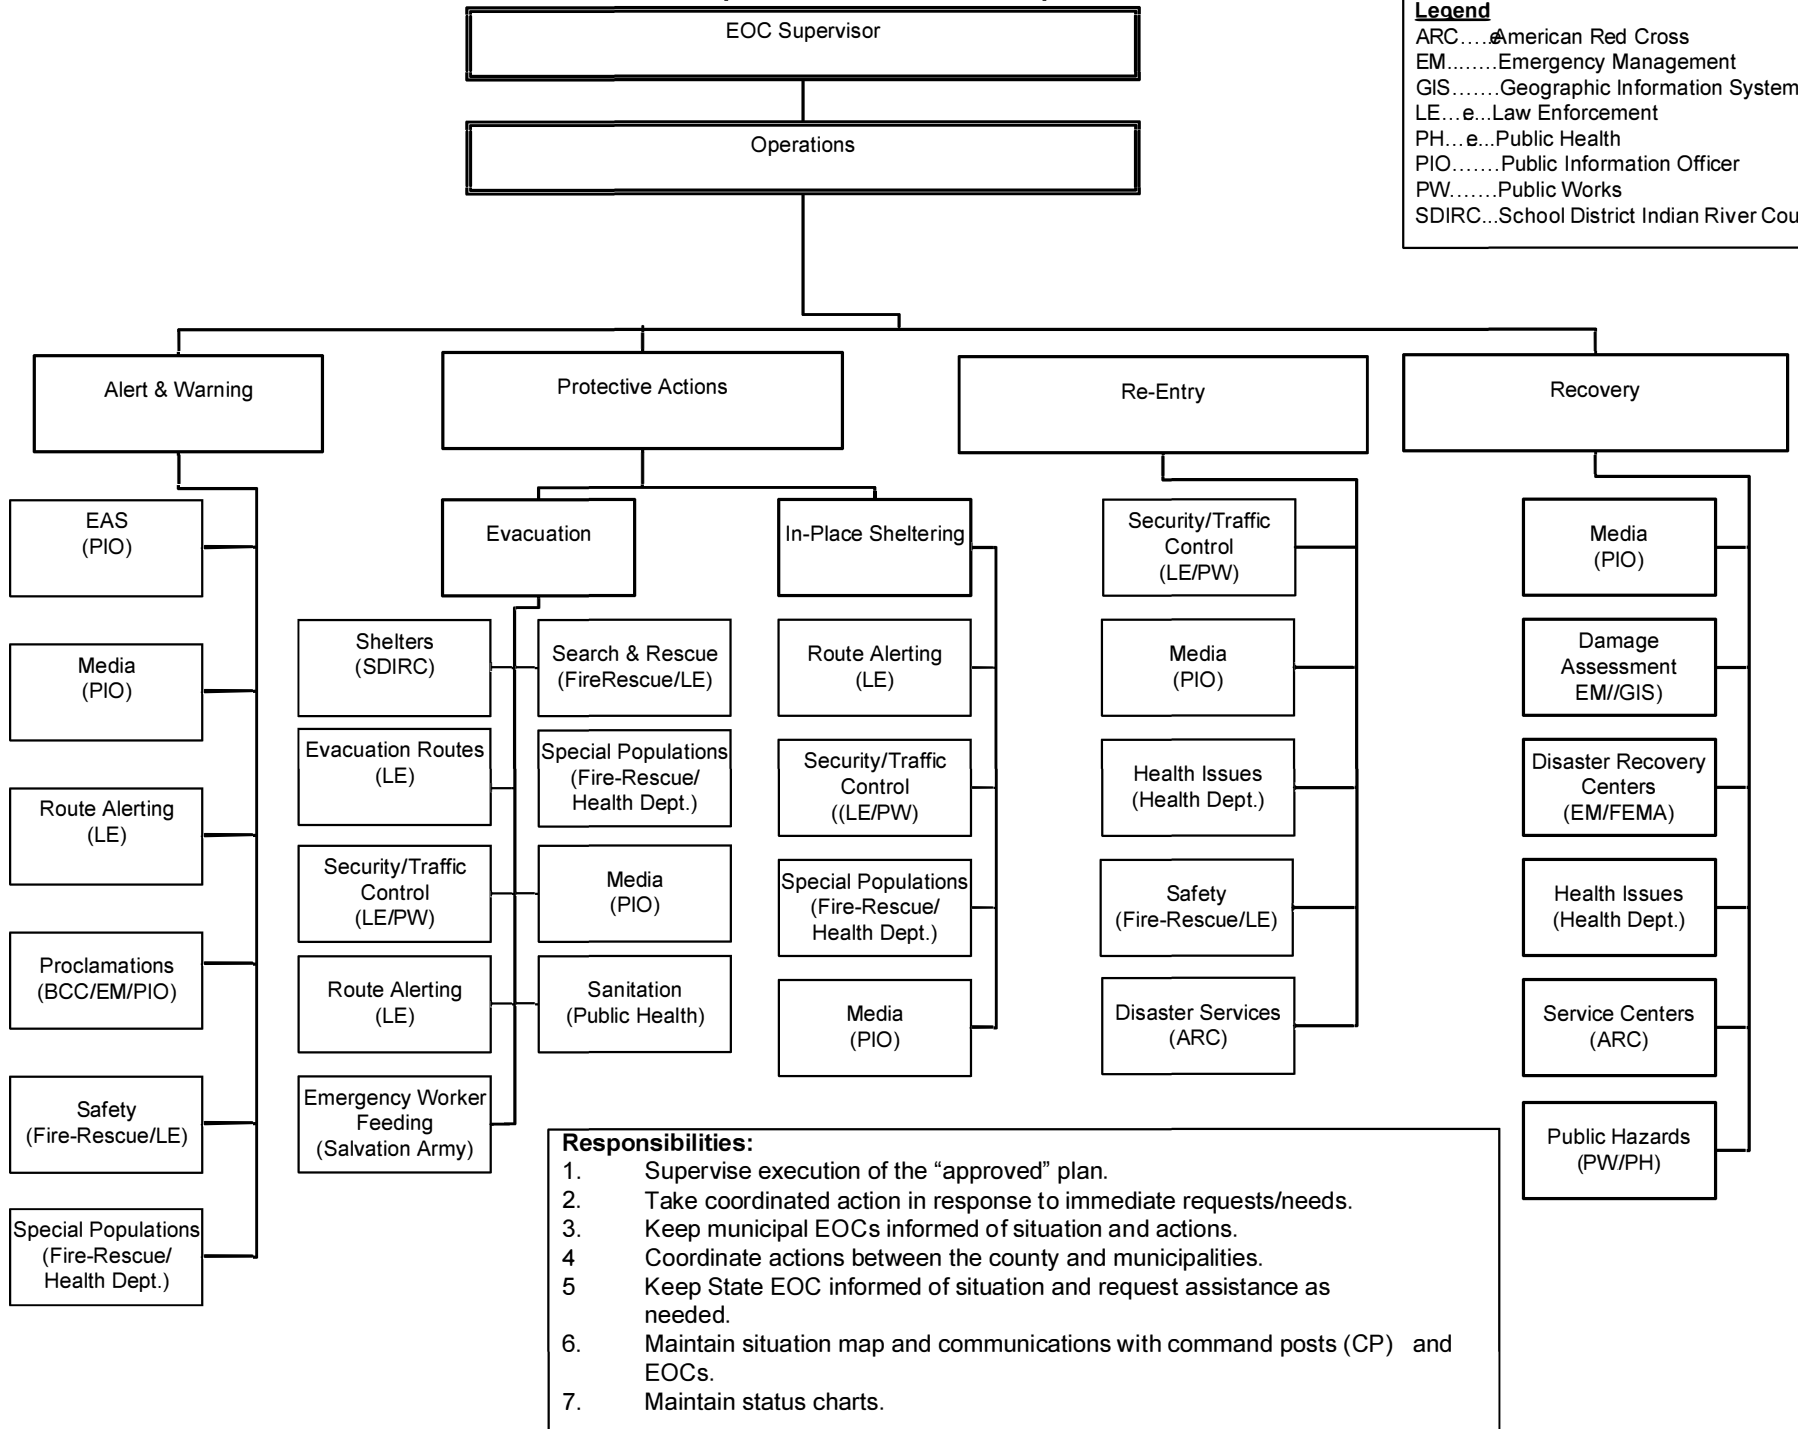 EOC Supervisor
Operations
Legend
ARC…..eAmerican Red Cross
EM........Emergency Management
GIS…….Geographic Information System
LE…e...Law Enforcement
PH…e...Public Health
PIO…….Public Information Officer
PW…….Public Works
SDIRC...School District Indian River Cou
Alert & Warning
Protective Actions
Re-Entry
Recovery
EAS
(PIO)
Media
(PIO)
Route Alerting
(LE)
Proclamations
(BCC/EM/PIO)
Safety
(Fire-Rescue/LE)
Special Populations
(Fire-Rescue/
Health Dept.)
Evacuation
Shelters
(SDIRC)
Evacuation Routes
(LE)
Security/Traffic
Control
(LE/PW)
Route Alerting
(LE)
Emergency Worker
Feeding
(Salvation Army)
Search & Rescue
(FireRescue/LE)
Special Populations
(Fire-Rescue/
Health Dept.)
Media
(PIO)
Sanitation
(Public Health)
In-Place Sheltering
Route Alerting
(LE)
Security/Traffic
Control
((LE/PW)
Special Populations
(Fire-Rescue/
Health Dept.)
Media
(PIO)
Security/Traffic
Control
(LE/PW)
Media
(PIO)
Health Issues
(Health Dept.)
Safety
(Fire-Rescue/LE)
Disaster Services
(ARC)
Media
(PIO)
Damage
Assessment
EM//GIS)
Disaster Recovery
Centers
(EM/FEMA)
Health Issues
(Health Dept.)
Service Centers
(ARC)
Public Hazards
(PW/PH)
Responsibilities:
1. Supervise execution of the “approved” plan.
2. Take coordinated action in response to immediate requests/needs.
3. Keep municipal EOCs informed of situation and actions.
4 Coordinate actions between the county and municipalities.
5 Keep State EOC informed of situation and request assistance as
needed.
6. Maintain situation map and communications with command posts (CP) and
EOCs.
7. Maintain status charts.